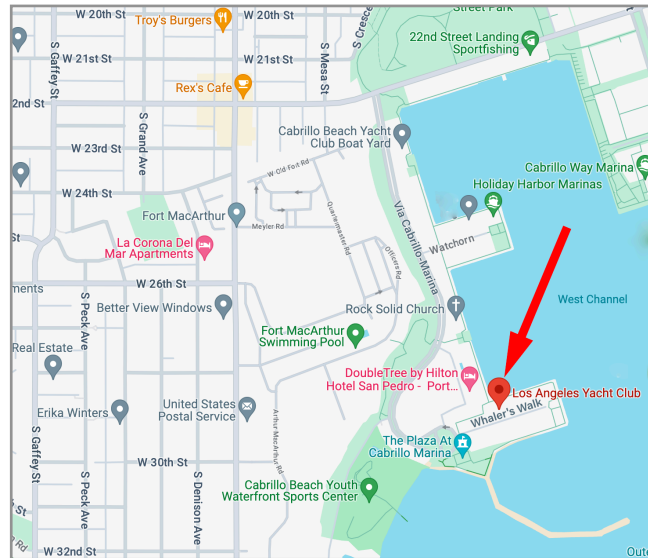 W 20th St
Troy's Burgers
W 20th St
Street Park
S Cresce
22nd Street Landing
Sportfishing
S Gaffey St
W 21st St
W 21st St
S Mesa St
Rex's Cafe
2nd St
S Grand Ave
Cabrillo Beach Yacht
Club Boat Yard
W 23rd St
W Old Fort Rd
Cabrillo Way Marina
Holiday Harbor Marinas
W 24th St
Fort MacArthur
Meyler Rd
Quartermaster Rd
Via Cabrillo-Marina
Watchorn
St
La Corona Del
Mar Apartments
Officers Rd
W 26th St
ments
S Peck Ave
Better View Windows
Rock Solid Church
West Channel
Fort MacArthur
Swimming Pool
Real Estate
DoubleTree by Hilton
Hotel San Pedro - Port...
Los Angeles Yacht Club
Erika Winters
United States
Postal Service
Whaler's Walk
Arthur MacArthur Rd
S Gaffey St
The Plaza At
Cabrillo Marina
W 30th St
S Peck Ave
S Denison Ave
Cabrillo Beach Youth
Waterfront Sports Center
W 32nd St
Oute